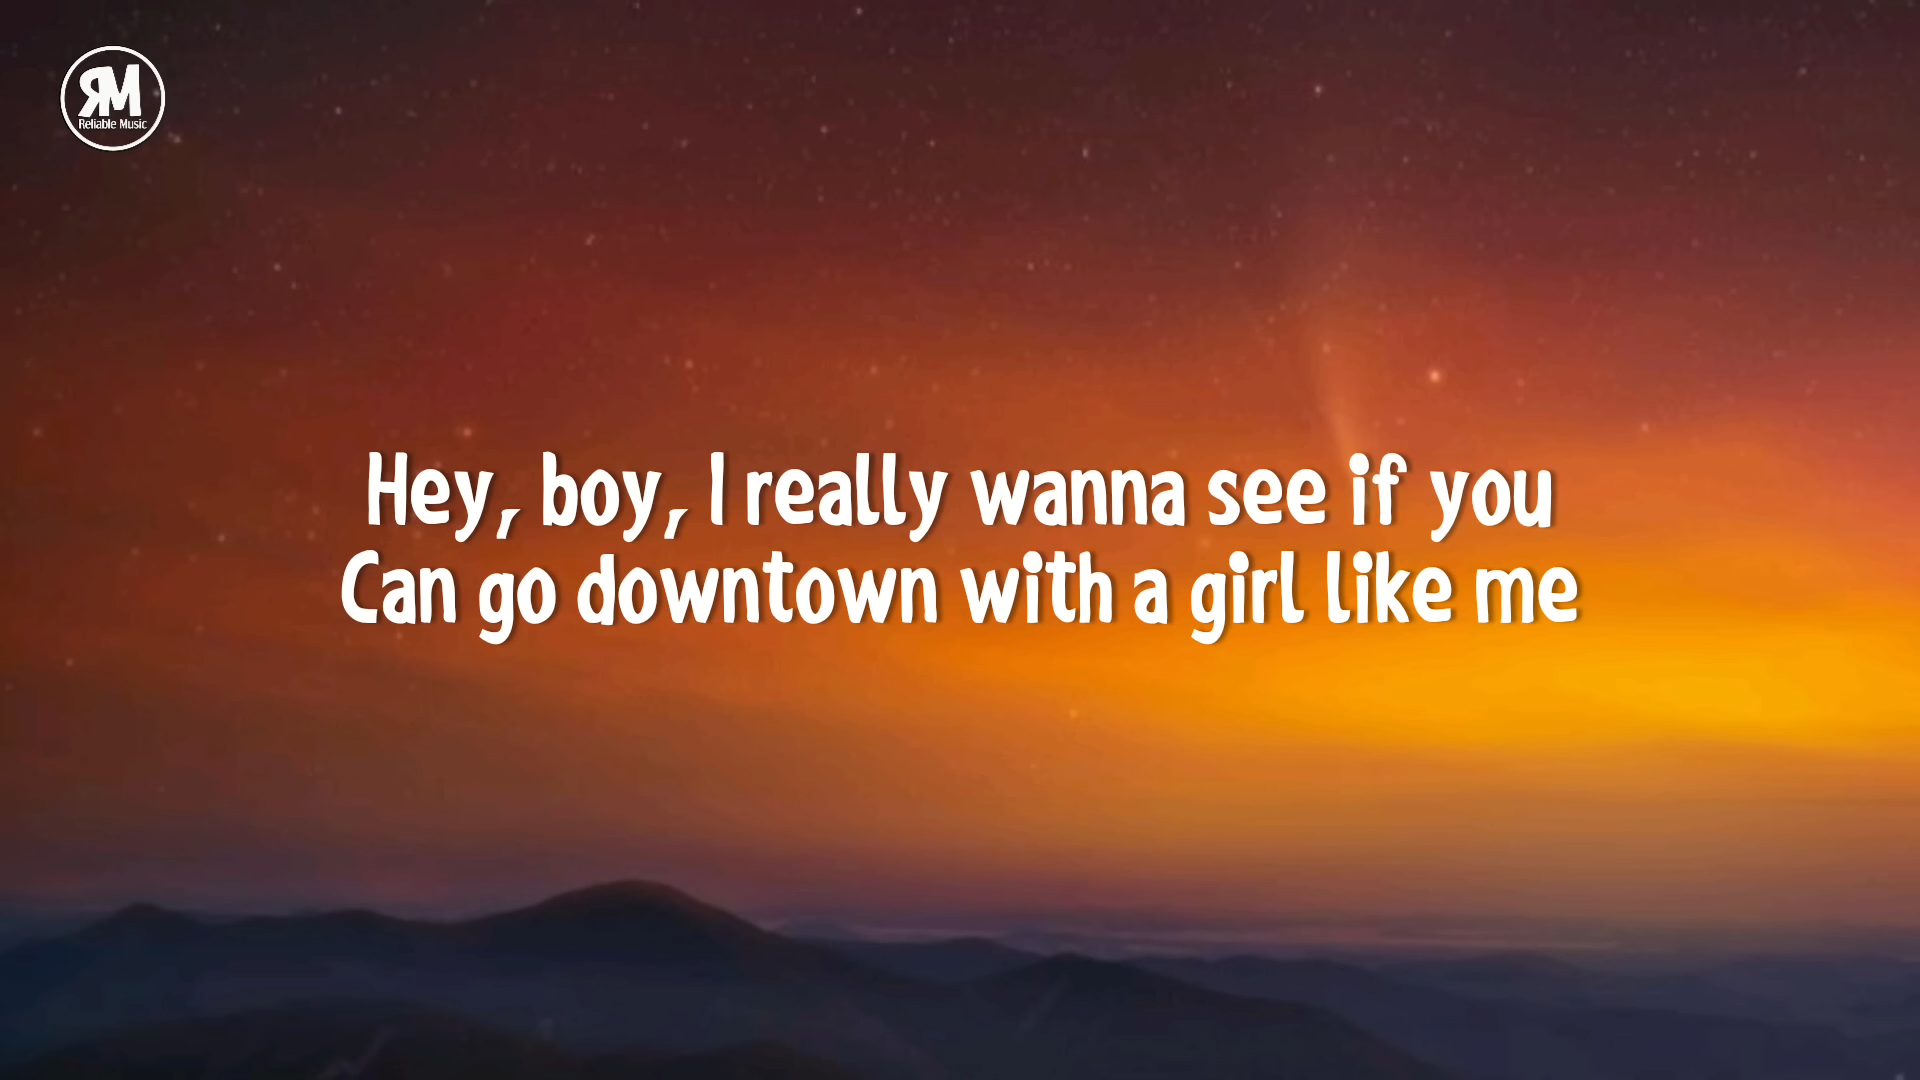 RM
Reliable Music
Hey, boy, I really wanna see if you
Can go downtown with a girl like me